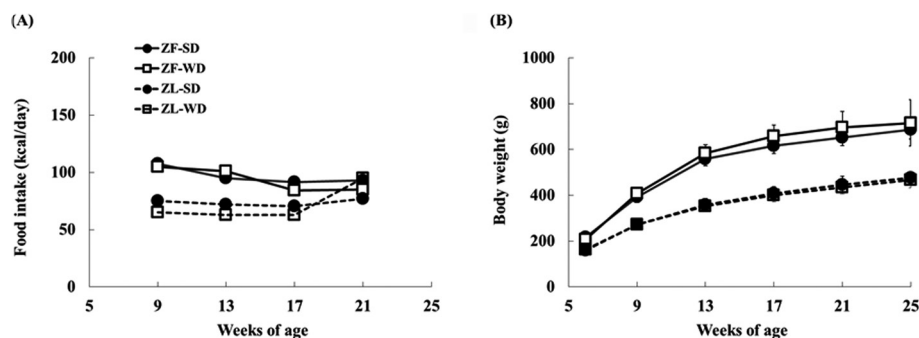 (A)
200
150
100
50
0
Food intake (kcal/day)
ZF-SD
ZF-WD
ZL-SD
ZL-WD
5 9 13 17 21 25
Weeks of age
(B)
1000
800
600
400
200
0
Body weight (g)
5 9 13 17 21 25
Weeks of age